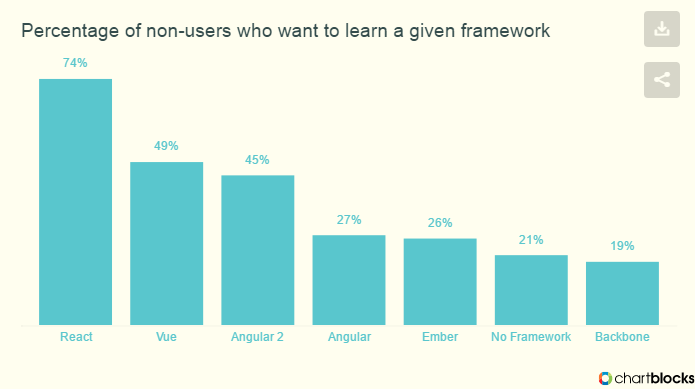 Percentage of non-users who want to learn a given framework
74%
49%
45%
27%
26%
21%
19%
React Vue Angular 2 Angular Ember No Framework Backbone
chartblocks